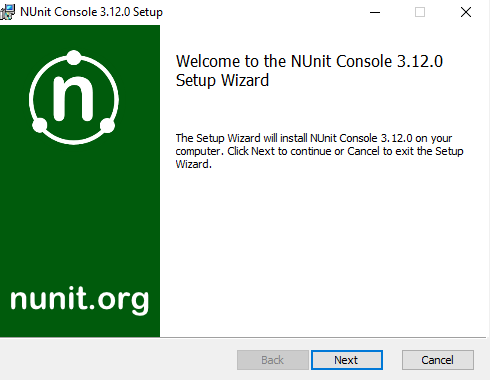 NUnit Console 3.12.0 Setup
Welcome to the NUnit Console 3.12.0
Setup Wizard
The Setup Wizard will install NUnit Console 3.12.0 on your
computer. Click Next to continue or Cancel to exit the Setup
Wizard.
n
nunit.org
Back
Next
Cancel